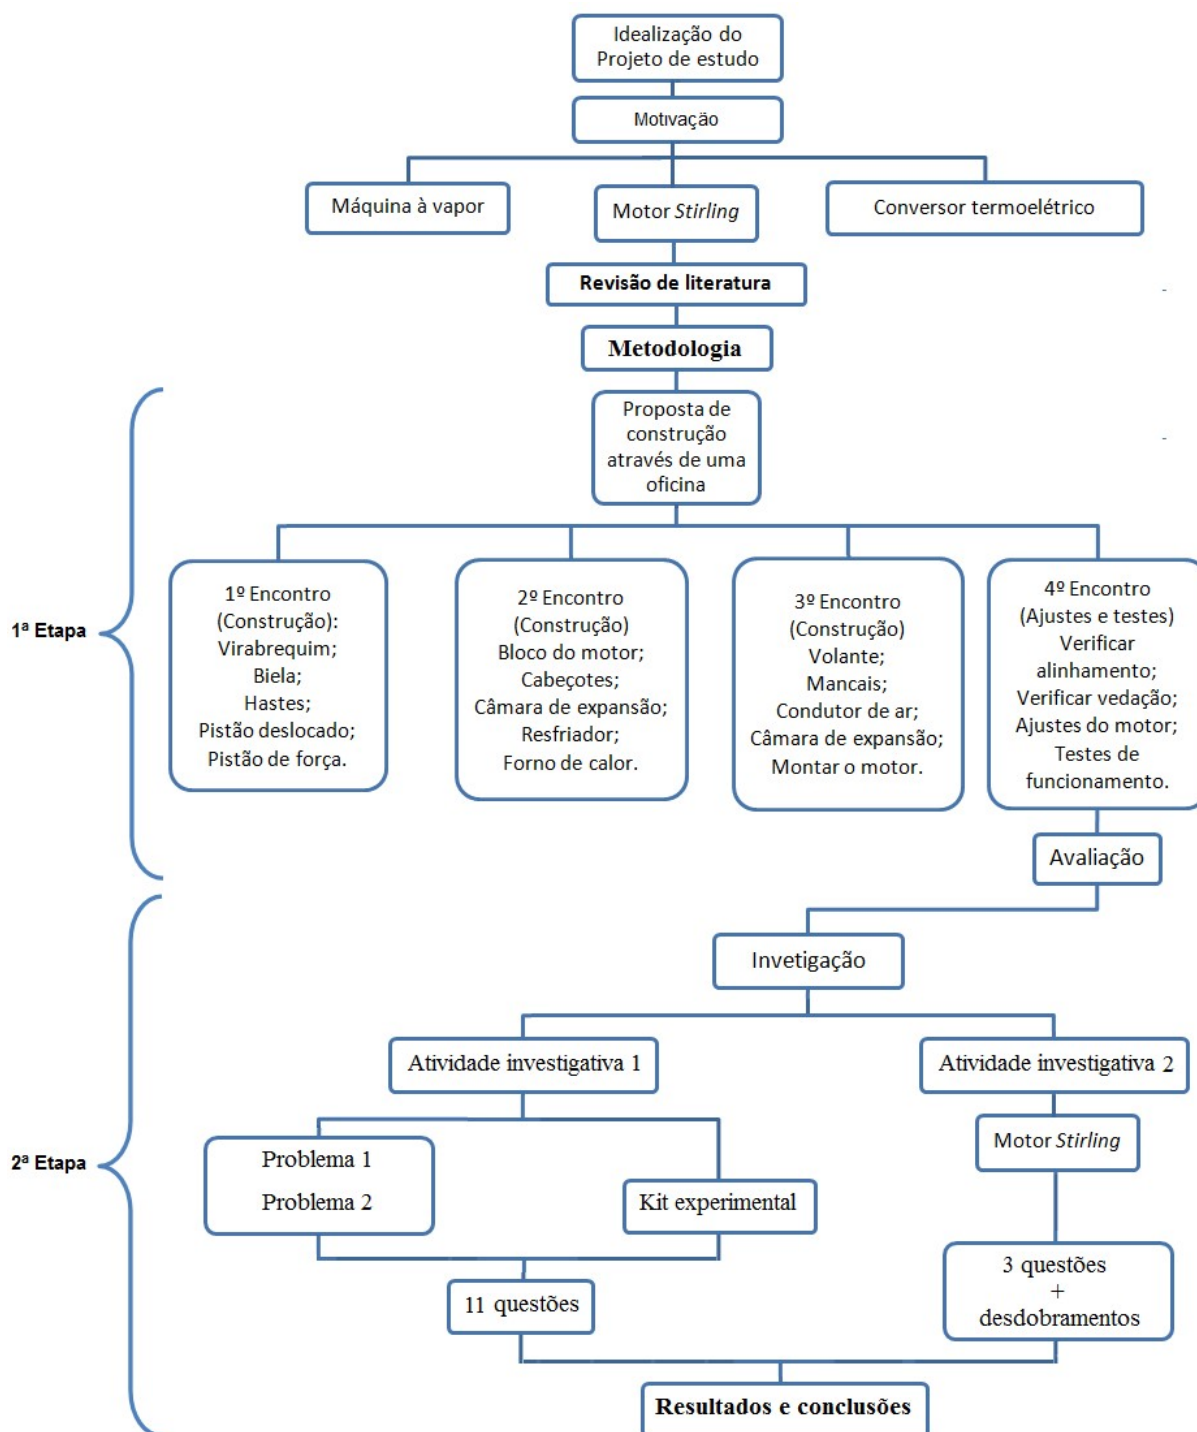 Idealização do
Projeto de estudo
Motivação
Máquina à vapor
Motor Stirling
Conversor termoelétrico
Revisão de literatura
Metodologia
Proposta de
construção
através de uma
oficina
1ª Etapa
1º Encontro
(Construção):
Virabrequim;
Biela;
Hastes;
Pistão deslocado;
Pistão de força.
2º Encontro
(Construção)
Bloco do motor;
Cabeçotes;
Câmara de expansão;
Resfriador;
Forno de calor.
3º Encontro
(Construção)
Volante;
Mancais;
Condutor de ar;
Câmara de expansão;
Montar o motor.
4º Encontro
(Ajustes e testes)
Verificar
alinhamento;
Verificar vedação;
Ajustes do motor;
Testes de
funcionamento.
Avaliação
2ª Etapa
Invetigação
Atividade investigativa 1
Atividade investigativa 2
Problema 1
Problema 2
Kit experimental
Motor Stirling
11 questões
3 questões
+
desdobramentos
Resultados e conclusões